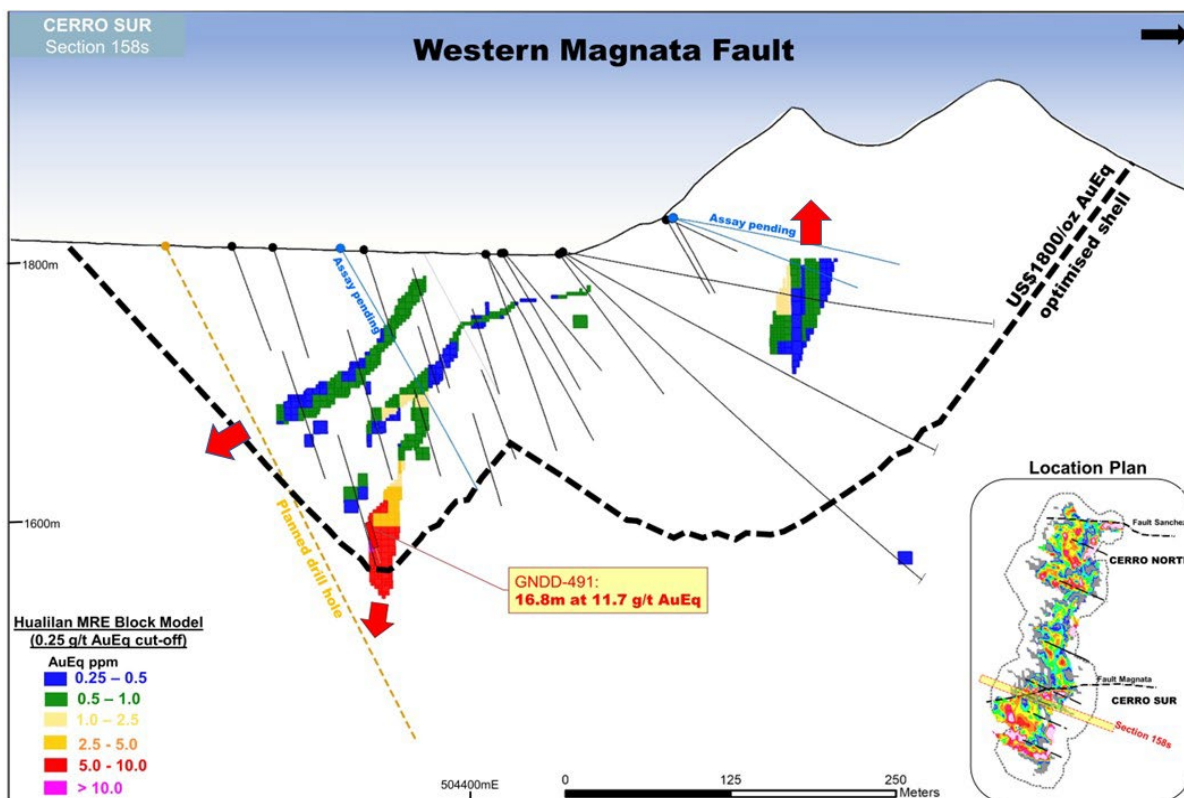 CERRO SUR
Section 158s
Western Magnata Fault
Assay pending
US$1800/oz AuEq
optimised shell
1800m
Assay pending
Location Plan
Fault Sanchez
CERRO NORTE
1600m
Planned drill hole
GNDD-491:
16.8m at 11.7 g/t AuEq
Hualilan MRE Block Model
(0.25 g/t AuEq cut-off)
AuEq ppm
0.25 – 0.5
0.5 – 1.0
1.0 – 2.5
2.5 - 5.0
5.0 - 10.0
> 10.0
Fault Magnata
CERRO SUR
Section 158s
504400mE
0
125
250
Meters